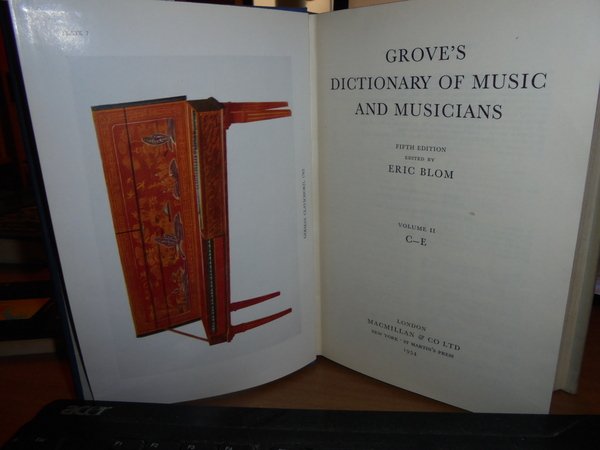 GROVE'S
DICTIONARY OF MUSIC
AND MUSICIANS
FIFTH EDITION
EDITED BY
ERIC BLOM
VOLUME II
C–E
LONDON
MACMILLAN & CO LTD
NEW YORK · ST MARTIN'S PRESS
1954
acer